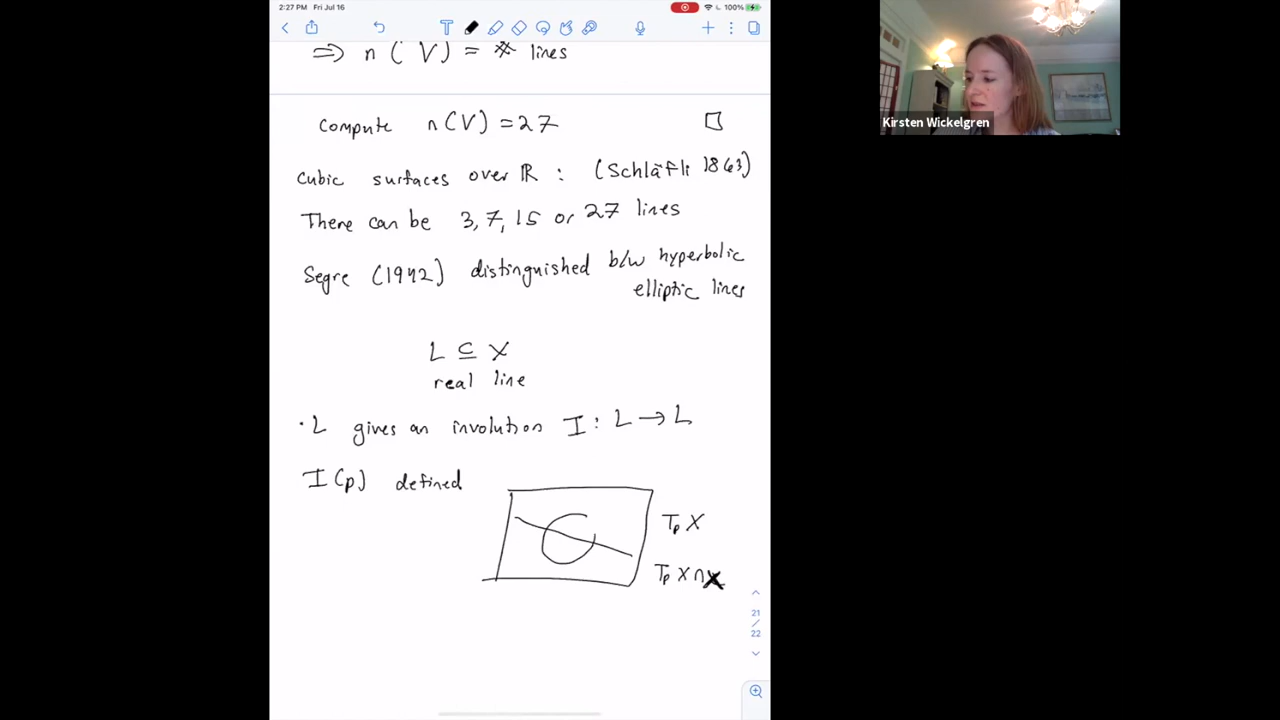 2:27 PM Fri Jul 16
100%
⇒ n(V) = # lines
Compute n(V) = 27 □
Cubic surfaces over ℝ: (Schläfli 1863)
There can be 3, 7, 15 or 27 lines
Segre (1942) distinguished b/w hyperbolic
elliptic lines
L ⊆ X
real line
· L gives an involution I: L → L
I(p) defined
TₚX
TₚX∩X
21
/
22
Kirsten Wickelgren